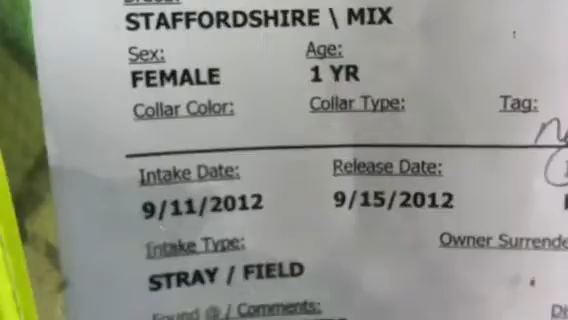 STAFFORDSHIRE \ MIX
Sex: Age:
FEMALE 1 YR
Collar Color: Collar Type: Tag:
Intake Date: Release Date:
9/11/2012 9/15/2012
Intake Type: Owner Surrende
STRAY / FIELD
Found @ / Comments: